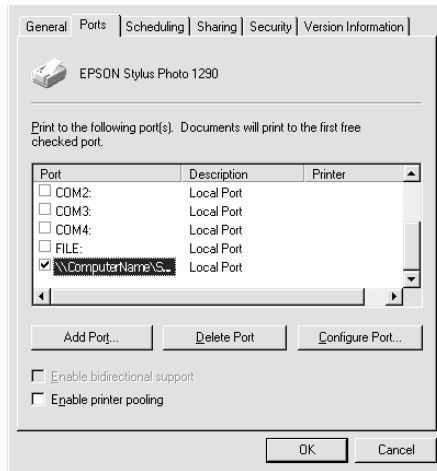 General Ports Scheduling Sharing Security Version Information
EPSON Stylus Photo 1290
Print to the following port(s). Documents will print to the first free
checked port.
Port Description Printer
COM2: Local Port
COM3: Local Port
COM4: Local Port
FILE: Local Port
\\ComputerName\S... Local Port
Add Port... Delete Port Configure Port...
Enable bidirectional support
Enable printer pooling
OK Cancel